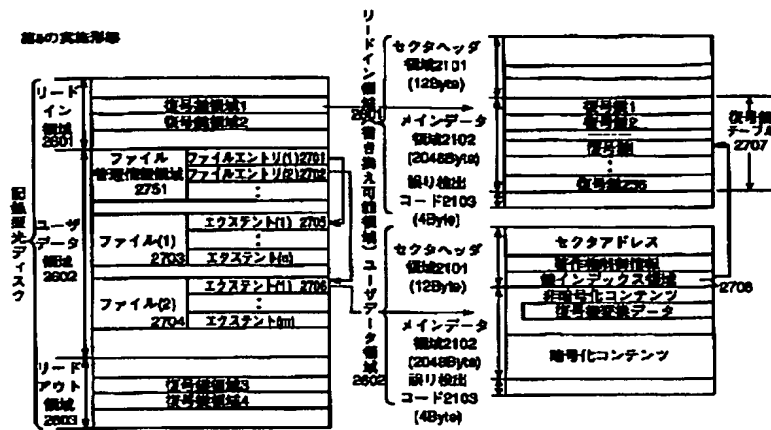 第8の実施形態
記録型光ディスク
リード
イン
領域
2601
復号鍵領域1
復号鍵領域2
ファイル
管理情報領域
2751
ファイルエントリ(1) 2701
ファイルエントリ(2) 2702
ユーザ
データ
領域
2602
ファイル(1)
2703
エクステント(1) 2705
エクステント(n)
ファイル(2)
2704
エクステント(1) 2706
エクステント(m)
リード
アウト
領域
2603
復号鍵領域3
復号鍵領域4
リードイン領域(書き換え可能領域)
2601
セクタヘッダ
領域2101
(12Byte)
メインデータ
領域2102
(2048Byte)
誤り検出
コード2103
(4Byte)
復号鍵1
復号鍵2
復号鍵
復号鍵256
復号鍵
テーブル
2707
ユーザデータ領域
2602
セクタヘッダ
領域2101
(12Byte)
メインデータ
領域2102
(2048Byte)
誤り検出
コード2103
(4Byte)
セクタアドレス
著作権制御情報
鍵インデックス領域
2708
非暗号化コンテンツ
復号鍵変換データ
暗号化コンテンツ